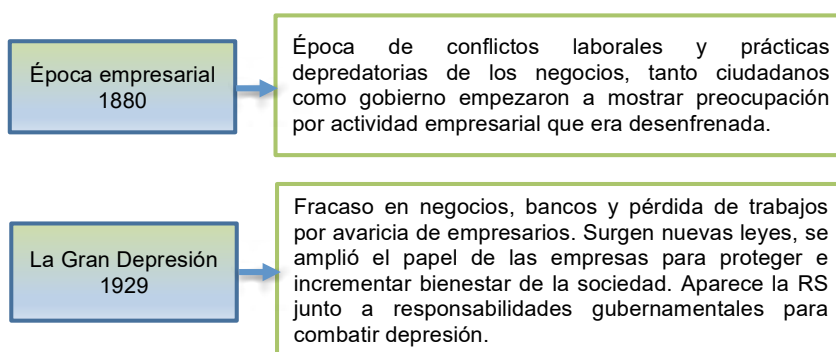 Época empresarial
1880
Época de conflictos laborales y prácticas
depredatorias de los negocios, tanto ciudadanos
como gobierno empezaron a mostrar preocupación
por actividad empresarial que era desenfrenada.
La Gran Depresión
1929
Fracaso en negocios, bancos y pérdida de trabajos
por avaricia de empresarios. Surgen nuevas leyes, se
amplió el papel de las empresas para proteger e
incrementar bienestar de la sociedad. Aparece la RS
junto a responsabilidades gubernamentales para
combatir depresión.